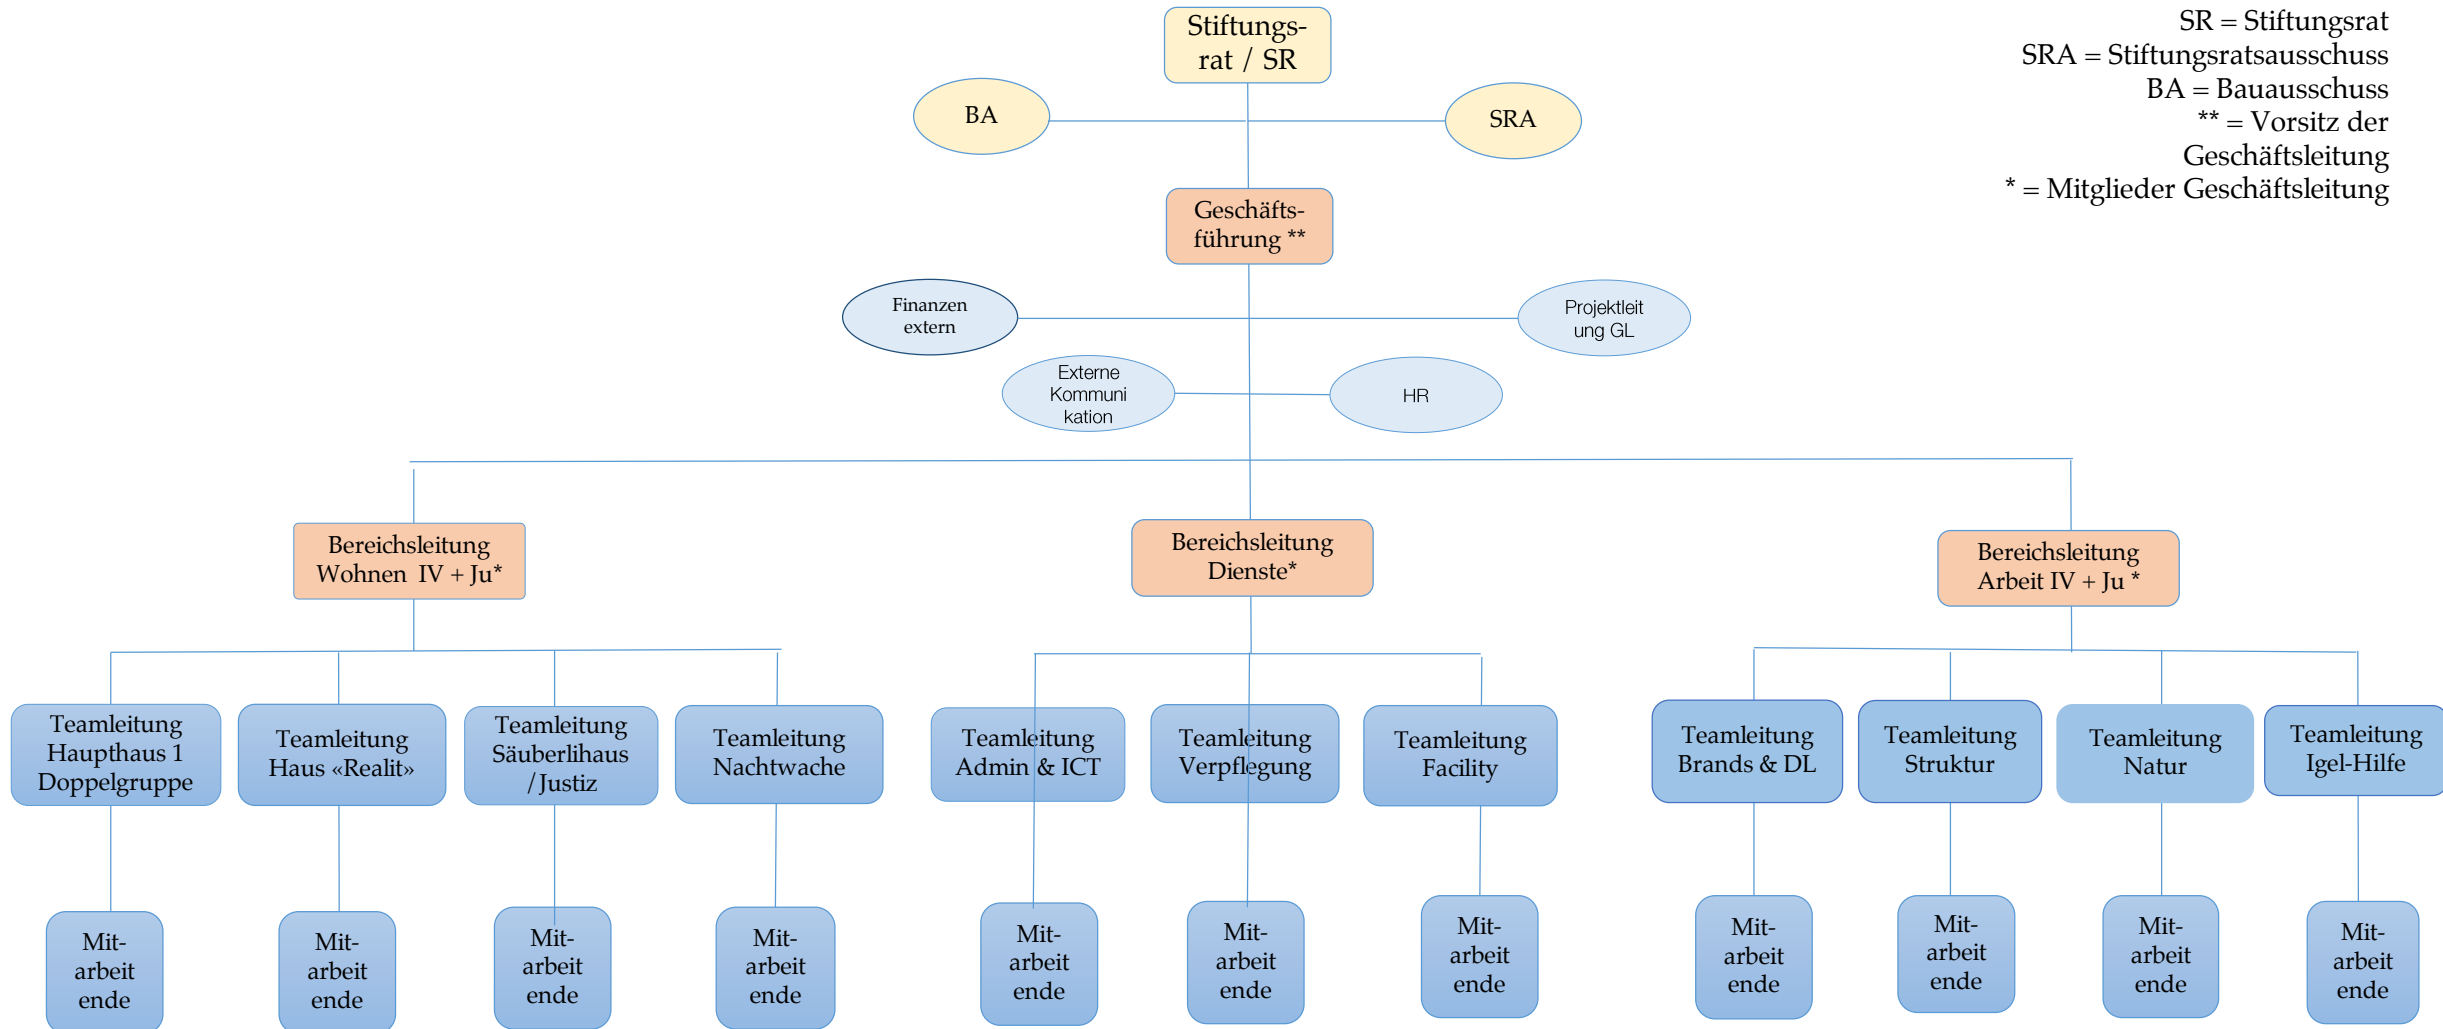 Stiftungs-
rat / SR
SR = Stiftungsrat
SRA = Stiftungsratsausschuss
BA = Bauausschuss
** = Vorsitz der
Geschäftsleitung
* = Mitglieder Geschäftsleitung
BA
SRA
Geschäfts-
führung **
Finanzen
extern
Projektleit
ung GL
Externe
Kommuni
kation
HR
Bereichsleitung
Wohnen IV + Ju*
Bereichsleitung
Dienste*
Bereichsleitung
Arbeit IV + Ju *
Teamleitung
Haupthaus 1
Doppelgruppe
Teamleitung
Haus «Realit»
Teamleitung
Säuberlihaus
/Justiz
Teamleitung
Nachtwache
Teamleitung
Admin & ICT
Teamleitung
Verpflegung
Teamleitung
Facility
Teamleitung
Brands & DL
Teamleitung
Struktur
Teamleitung
Natur
Teamleitung
Igel-Hilfe
Mit-
arbeit
ende
Mit-
arbeit
ende
Mit-
arbeit
ende
Mit-
arbeit
ende
Mit-
arbeit
ende
Mit-
arbeit
ende
Mit-
arbeit
ende
Mit-
arbeit
ende
Mit-
arbeit
ende
Mit-
arbeit
ende
Mit-
arbeit
ende